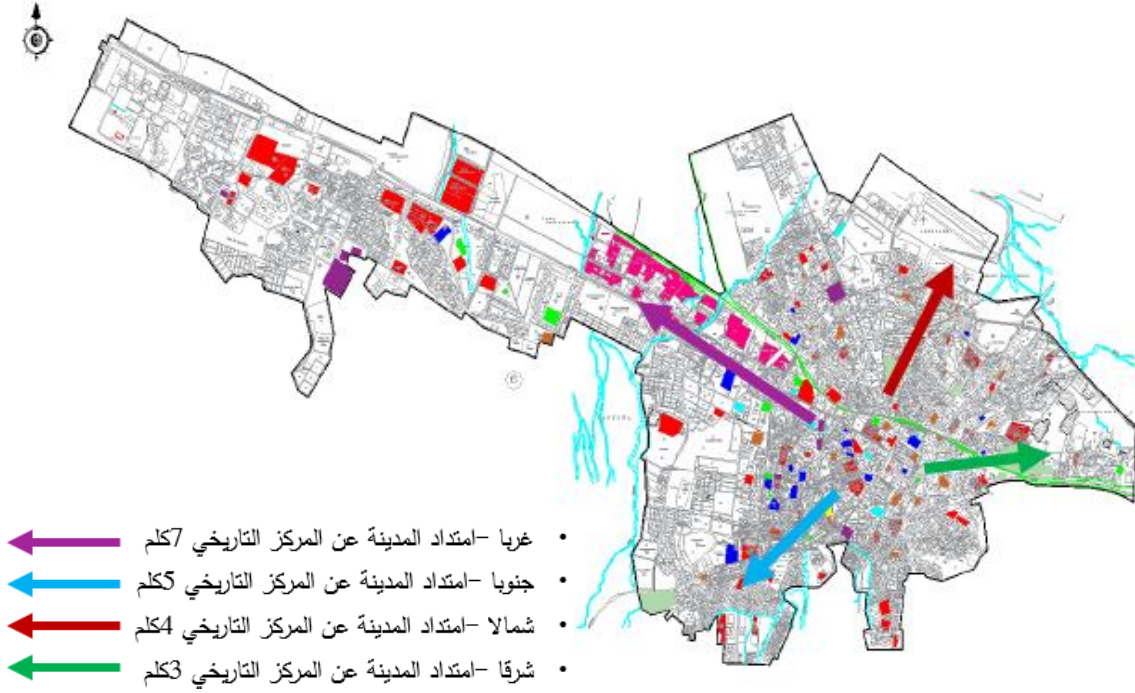 • غربا -امتداد المدينة عن المركز التاريخي 7كلم
• جنوبا -امتداد المدينة عن المركز التاريخي 5كلم
• شمالا -امتداد المدينة عن المركز التاريخي 4كلم
• شرقا -امتداد المدينة عن المركز التاريخي 3كلم